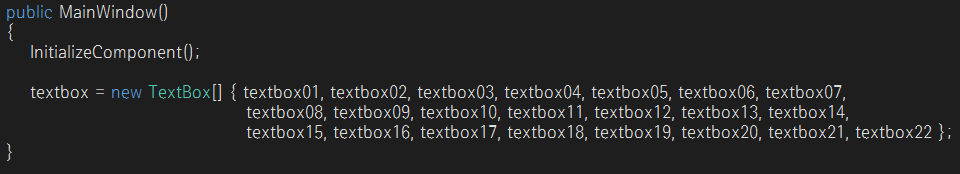 public MainWindow()
{
InitializeComponent();
textbox = new TextBox[] { textbox01, textbox02, textbox03, textbox04, textbox05, textbox06, textbox07,
textbox08, textbox09, textbox10, textbox11, textbox12, textbox13, textbox14,
textbox15, textbox16, textbox17, textbox18, textbox19, textbox20, textbox21, textbox22 };
}